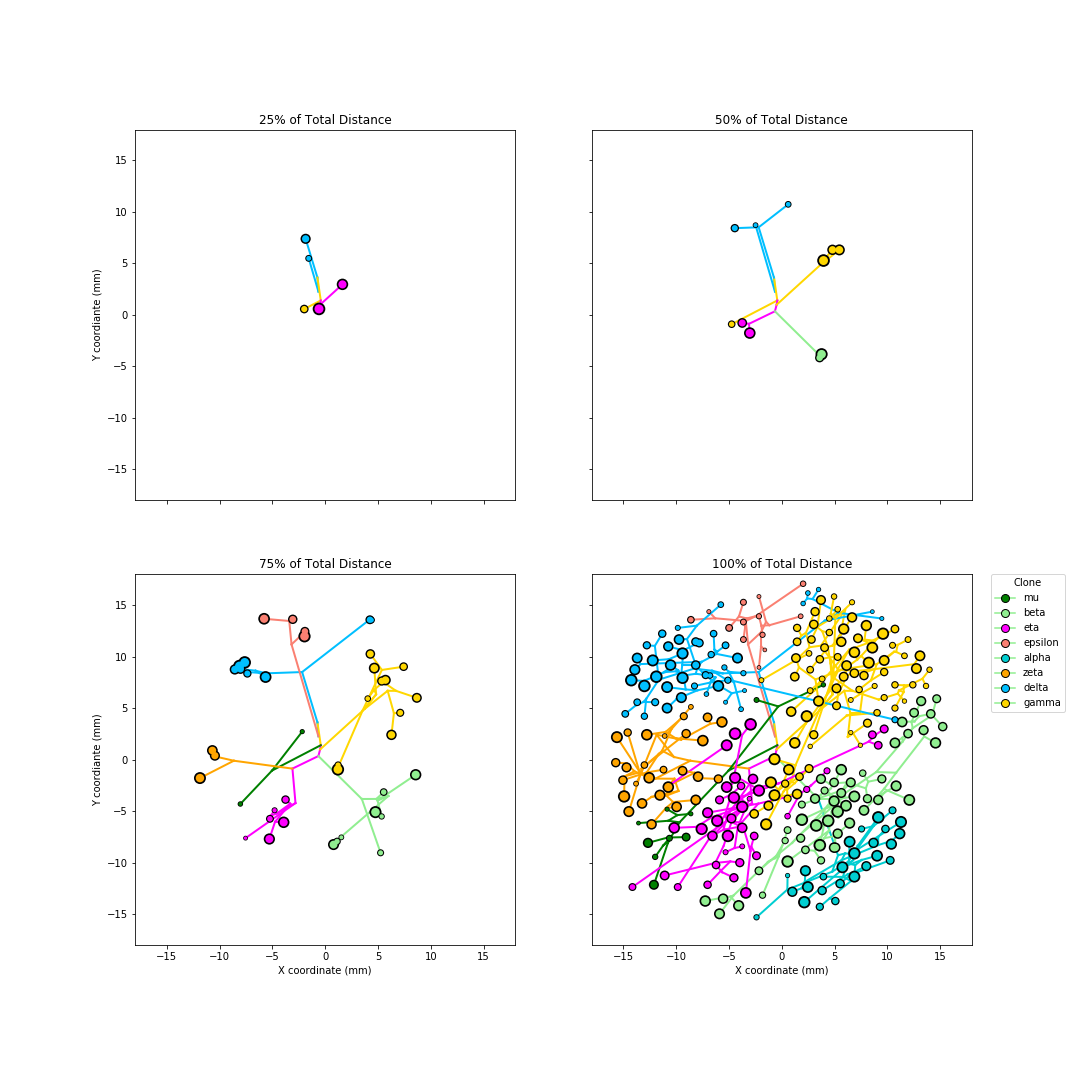 25% of Total Distance
50% of Total Distance
15
10
5
0
−5
−10
−15
Y coordiante (mm)
75% of Total Distance
100% of Total Distance
15
10
5
0
−5
−10
−15
Y coordiante (mm)
−15 −10 −5 0 5 10 15
X coordinate (mm)
−15 −10 −5 0 5 10 15
X coordinate (mm)
Clone
mu
beta
eta
epsilon
alpha
zeta
delta
gamma